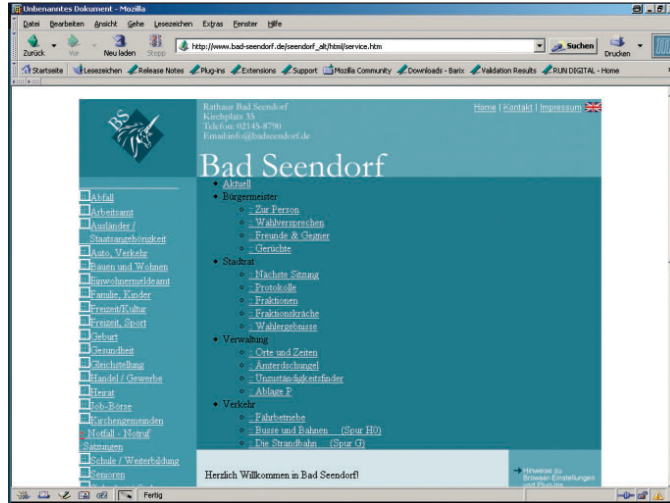 Unbenanntes Dokument - Mozilla
Datei Bearbeiten Ansicht Gehe Lesezeichen Extras Fenster Hilfe
Zurück Vor Neu laden Stopp http://www.bad-seendorf.de/seendorf_alt/html/service.htm Suchen Drucken
Startseite Lesezeichen Release Notes Plug-ins Extensions Support Mozilla Community Downloads - Barix Validation Results RUN DIGITAL - Home
BS
Rathaus Bad Seendorf
Kirchplatz 35
Telefon: 02145-8790
Email:info@badseendorf.de
Home | Kontakt | Impressum
Bad Seendorf
Abfall
Arbeitsamt
Ausländer /
Staatsangehörigkeit
Auto, Verkehr
Bauen und Wohnen
Einwohnermeldeamt
Familie, Kinder
Freizeit/Kultur
Freizeit, Sport
Geburt
Gesundheit
Gleichstellung
Handel / Gewerbe
Heirat
Job-Börse
Kirchengemeinden
Notfall - Notruf
Satzungen
Schule / Weiterbildung
Senioren
Aktuell
Bürgermeister
:: Zur Person
:: Wahlversprechen
:: Freunde & Gegner
:: Gerüchte
Stadtrat
:: Nächste Sitzung
:: Protokolle
:: Fraktionen
:: Fraktionskräche
:: Wahlergebnisse
Verwaltung
:: Orte und Zeiten
:: Ämterdschungel
:: Unzuständigkeitsfinder
:: Ablage P
Verkehr
:: Fährbetriebe
:: Busse und Bahnen (Spur H0)
:: Die Strandbahn (Spur G)
Herzlich Willkommen in Bad Seendorf!
Hinweise zu
Browser-Einstellungen
und Plug-Ins
Fertig